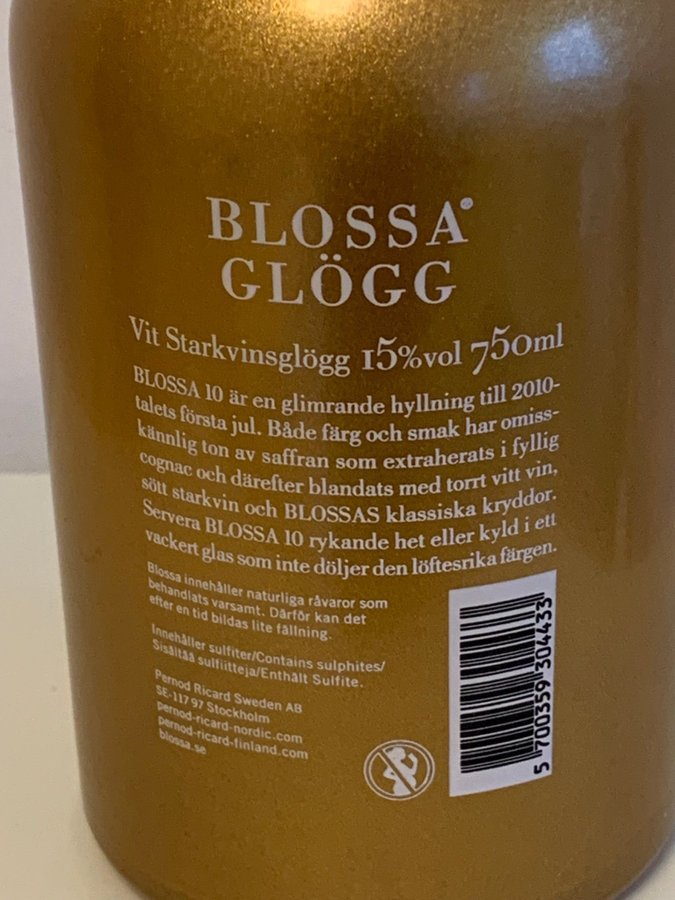 BLOSSA®
GLÖGG
Vit Starkvinsglögg 15%vol 750ml
BLOSSA 10 är en glimrande hyllning till 2010-
talets första jul. Både färg och smak har omiss-
kännlig ton av saffran som extraherats i fyllig
cognac och därefter blandats med torrt vitt vin,
sött starkvin och BLOSSAS klassiska kryddor.
Servera BLOSSA 10 rykande het eller kyld i ett
vackert glas som inte döljer den löftesrika färgen.
Blossa innehåller naturliga råvaror som
behandlats varsamt. Därför kan det
efter en tid bildas lite fällning.
Innehåller sulfiter/Contains sulphites/
Sisältää sulfiitteja/Enthält Sulfite.
Pernod Ricard Sweden AB
SE-117 97 Stockholm
pernod-ricard-nordic.com
pernod-ricard-finland.com
blossa.se
5 700359 304433